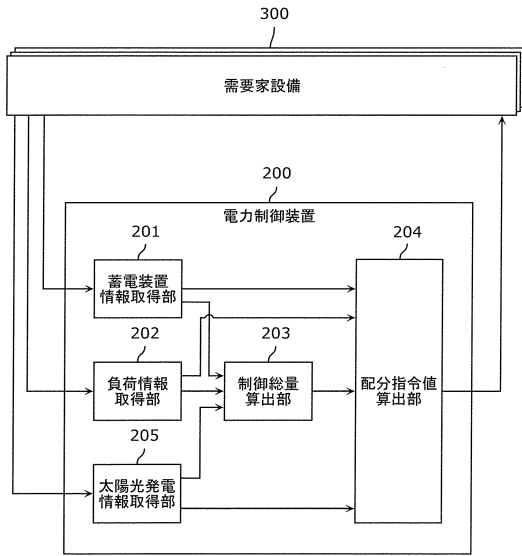 300
需要家設備
200
電力制御装置
201
蓄電装置
情報取得部
204
202
負荷情報
取得部
203
制御総量
算出部
配分指令値
算出部
205
太陽光発電
情報取得部